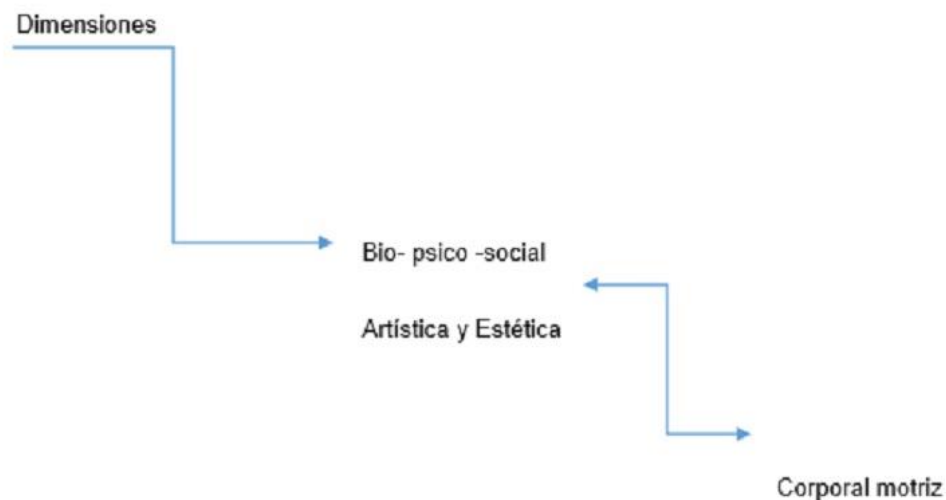 Dimensiones
Bio- psico -social
Artística y Estética
Corporal motriz